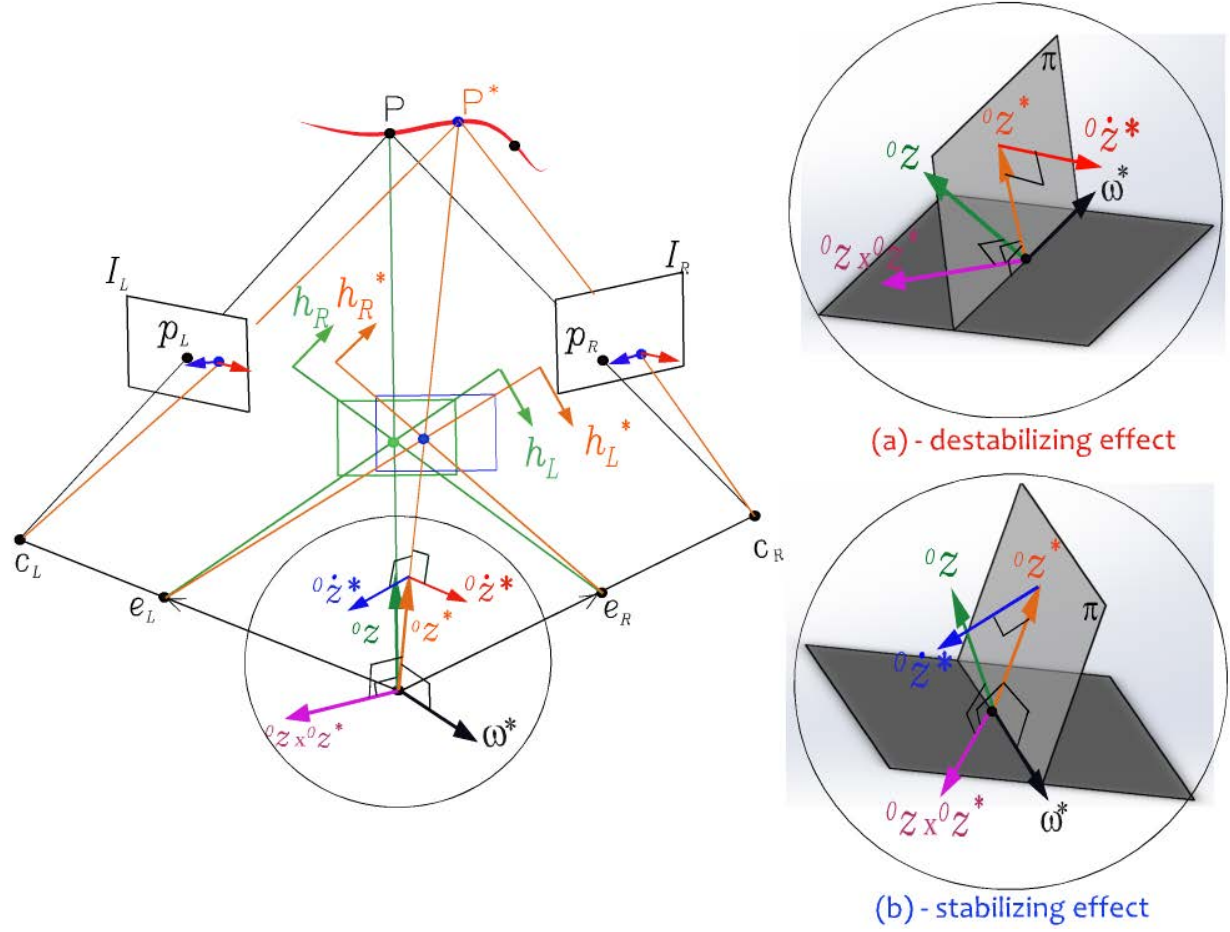 P P*
I_L
p_L
h_R h_R*
I_R
p_R
h_L h_L*
c_L
e_L
c_R
e_R
⁰ż* ⁰ż*
⁰z ⁰z*
⁰z x ⁰z*
ω*
π
⁰z* ⁰ż*
⁰z
ω*
⁰z x ⁰z*
(a) - destabilizing effect
⁰z ⁰z*
π
⁰ż*
⁰z x ⁰z*
ω*
(b) - stabilizing effect